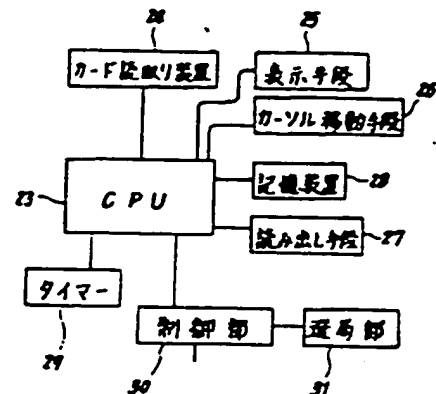 24
カード読取り装置
25
表示手段
26
カーソル移動手段
23
CPU
記憶装置
28
読み出し手段
27
タイマー
29
制御部
30
選局部
31